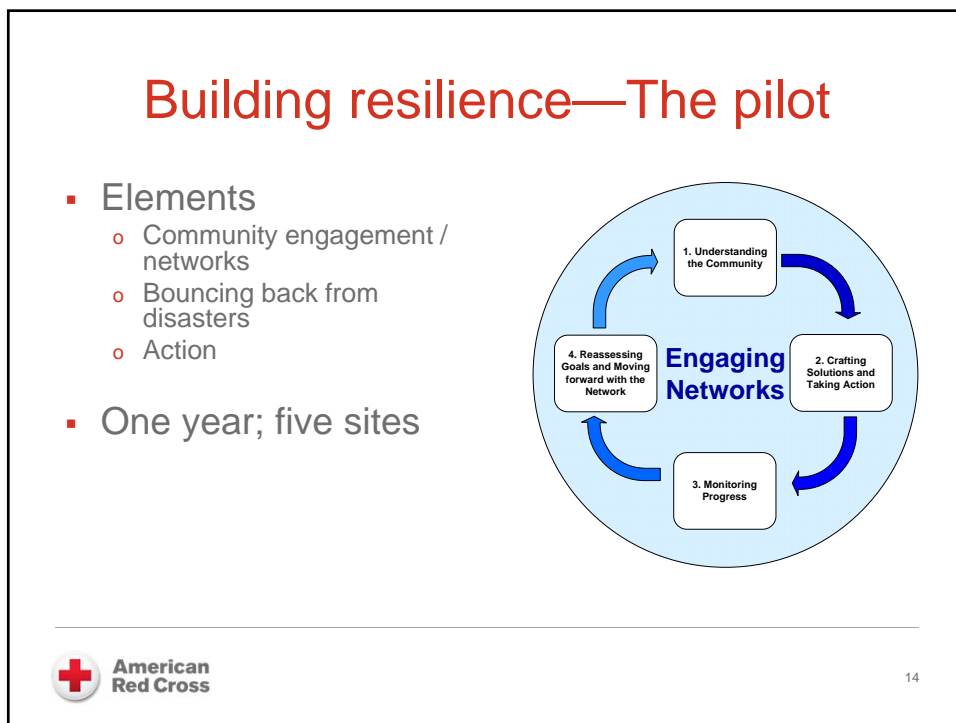 Building resilience—The pilot
▪ Elements
o Community engagement /
networks
o Bouncing back from
disasters
o Action
▪ One year; five sites
1. Understanding
the Community
2. Crafting
Solutions and
Taking Action
3. Monitoring
Progress
4. Reassessing
Goals and Moving
forward with the
Network
Engaging
Networks
American
Red Cross
14